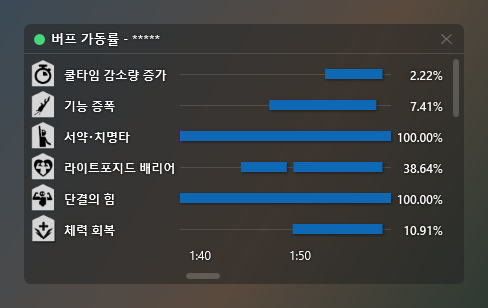 버프 가동률 - *****
쿨타임 감소량 증가 2.22%
기능 증폭 7.41%
서약·치명타 100.00%
라이트포지드 배리어 38.64%
단결의 힘 100.00%
체력 회복 10.91%
1:40 1:50